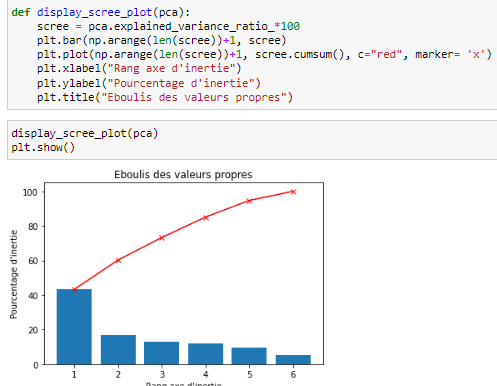 def display_scree_plot(pca):
scree = pca.explained_variance_ratio_*100
plt.bar(np.arange(len(scree))+1, scree)
plt.plot(np.arange(len(scree))+1, scree.cumsum(), c="red", marker= 'x')
plt.xlabel("Rang axe d'inertie")
plt.ylabel("Pourcentage d'inertie")
plt.title("Eboulis des valeurs propres")
display_scree_plot(pca)
plt.show()
Eboulis des valeurs propres
Pourcentage d'inertie
100
80
60
40
20
0
1 2 3 4 5 6
Rang axe d'inertie